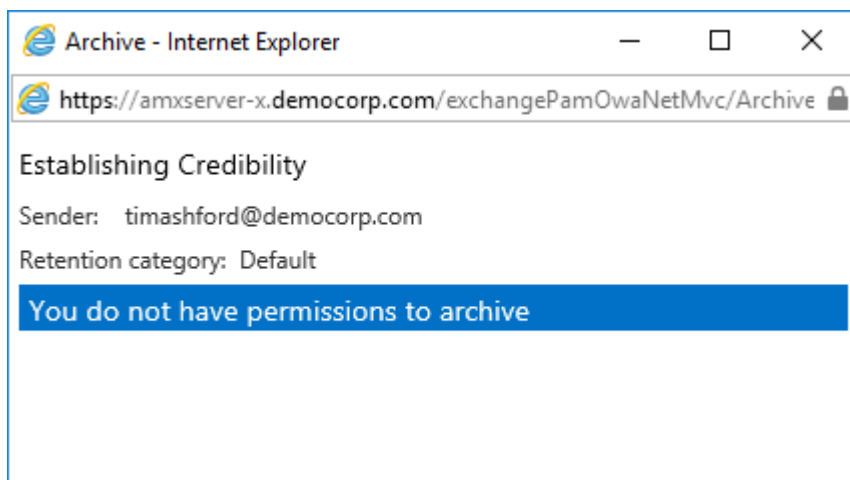 Archive - Internet Explorer
https://amxserver-x.democorp.com/exchangePamOwaNetMvc/Archive
Establishing Credibility
Sender: timashford@democorp.com
Retention category: Default
You do not have permissions to archive